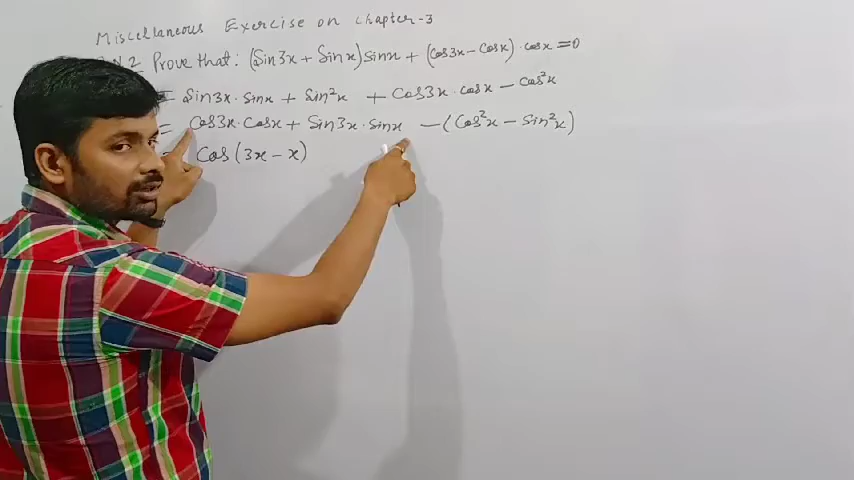 Miscellaneous Exercise on chapter-3
N 2 Prove that: (Sin3x + Sinx)sinx + (cos3x - cosx)·cosx = 0
= Sin3x·sinx + Sin²x + Cos3x·cosx - cos²x
= Cos3x·Cosx + Sin3x·sinx - (Cos²x - Sin²x)
Cos(3x - x)